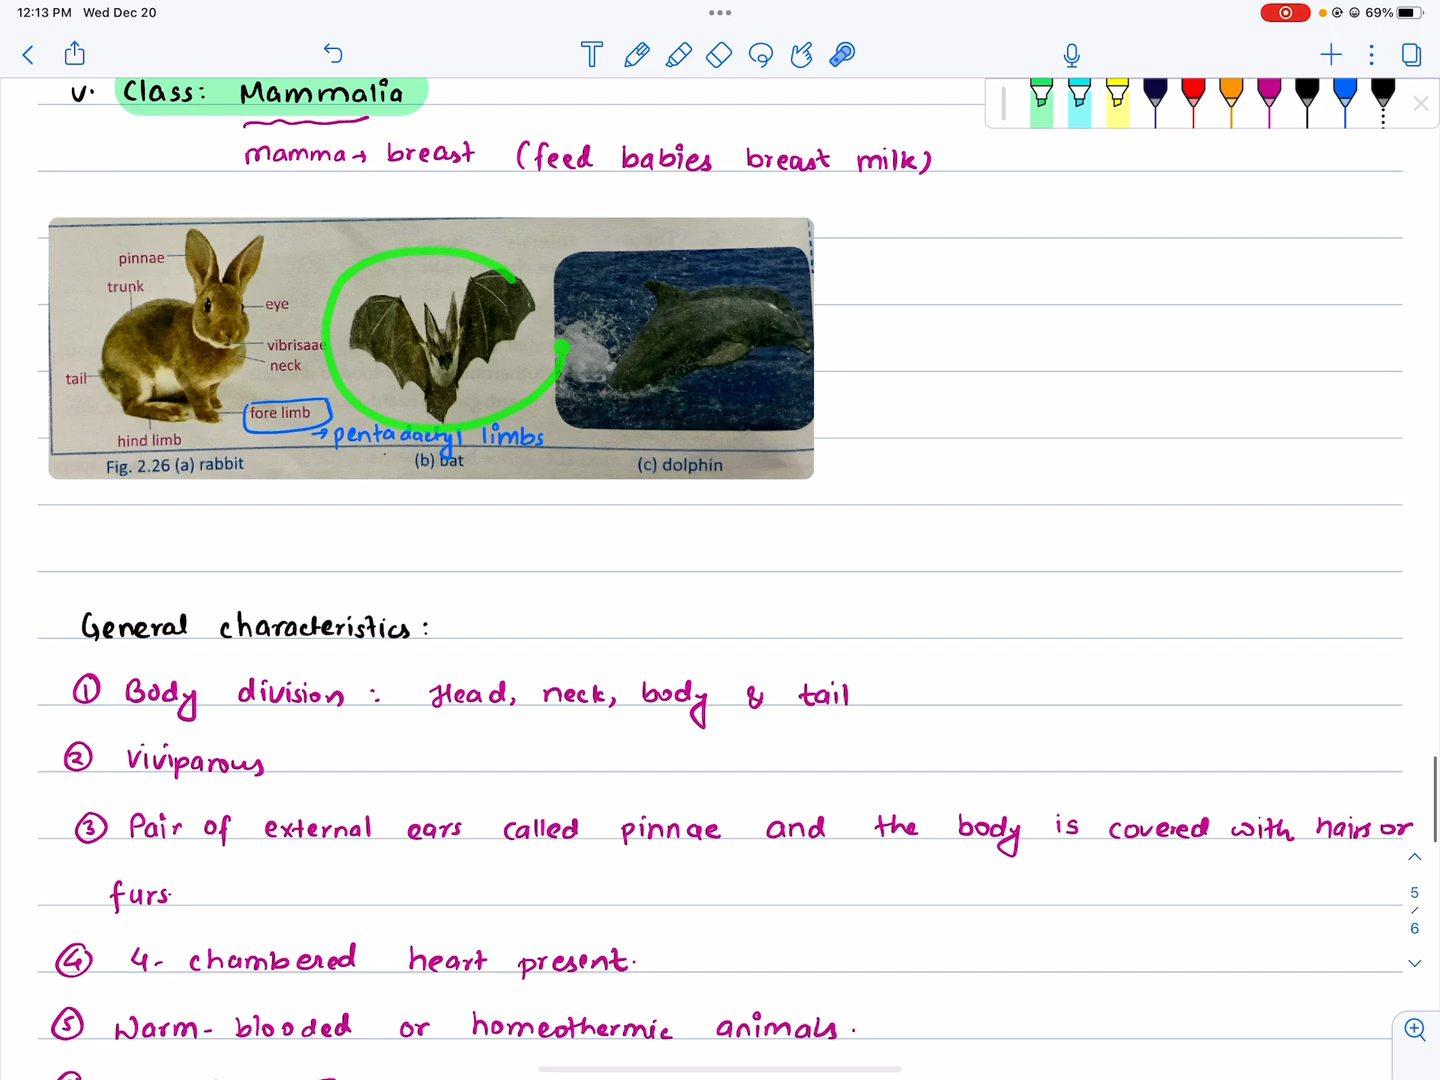 12:13 PM Wed Dec 20
69%
v. Class: Mammalia
mamma → breast (feed babies breast milk)
pinnae
trunk
eye
vibrisaae
neck
tail
fore limb
→ pentadactyl limbs
hind limb
Fig. 2.26 (a) rabbit
(b) bat
(c) dolphin
General characteristics:
① Body division : Head, neck, body & tail
② Viviparous
③ Pair of external ears called pinnae and the body is covered with hairs or
furs.
④ 4- chambered heart present.
⑤ Warm-blooded or homeothermic animals.
5
/
6